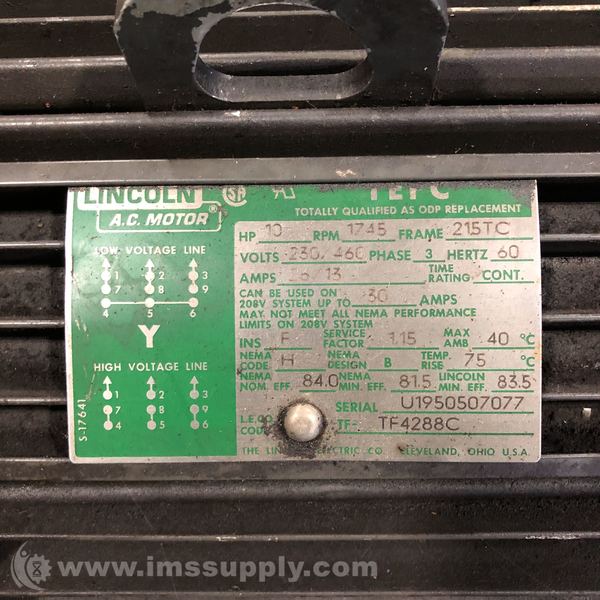 LINCOLN
A.C. MOTOR®
SA
TEFC
TOTALLY QUALIFIED AS ODP REPLACEMENT
HP 10 RPM 1745 FRAME 215TC
VOLTS 230/460 PHASE 3 HERTZ 60
AMPS 26/13 TIME RATING CONT.
CAN BE USED ON 208V SYSTEM UP TO 30 AMPS
MAY NOT MEET ALL NEMA PERFORMANCE
LIMITS ON 208V SYSTEM
INS F SERVICE FACTOR 1.15 MAX AMB 40 °C
NEMA CODE H NEMA DESIGN B TEMP. RISE 75 °C
NEMA NOM. EFF. 84.0 NEMA MIN. EFF. 81.5 LINCOLN MIN. EFF. 83.5
SERIAL U1950507077
L.E.CO. TF- TF4288C
THE ELECTRIC CO. CLEVELAND, OHIO U.S.A.
LOW VOLTAGE LINE
1 2 3
7 8 9
4 5 6
Y
HIGH VOLTAGE LINE
1 2 3
7 8 9
4 5 6
S-17641
www.imssupply.com